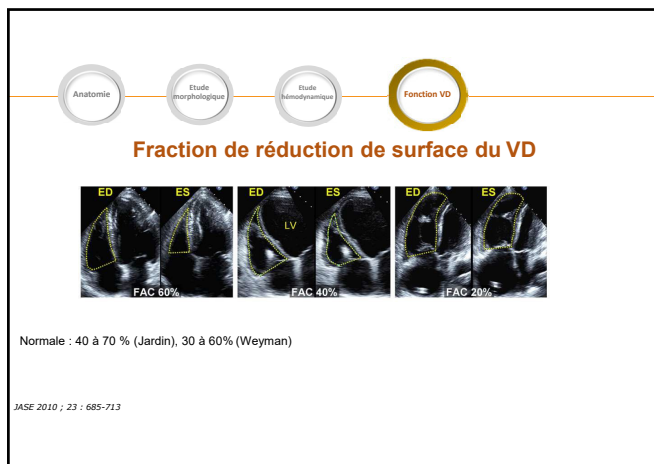 Anatomie
Etude
morphologique
Etude
hémodynamique
Fonction VD
Fraction de réduction de surface du VD
ED ES ED ES ED ES
LV
FAC 60% FAC 40% FAC 20%
Normale : 40 à 70 % (Jardin), 30 à 60% (Weyman)
JASE 2010 ; 23 : 685-713